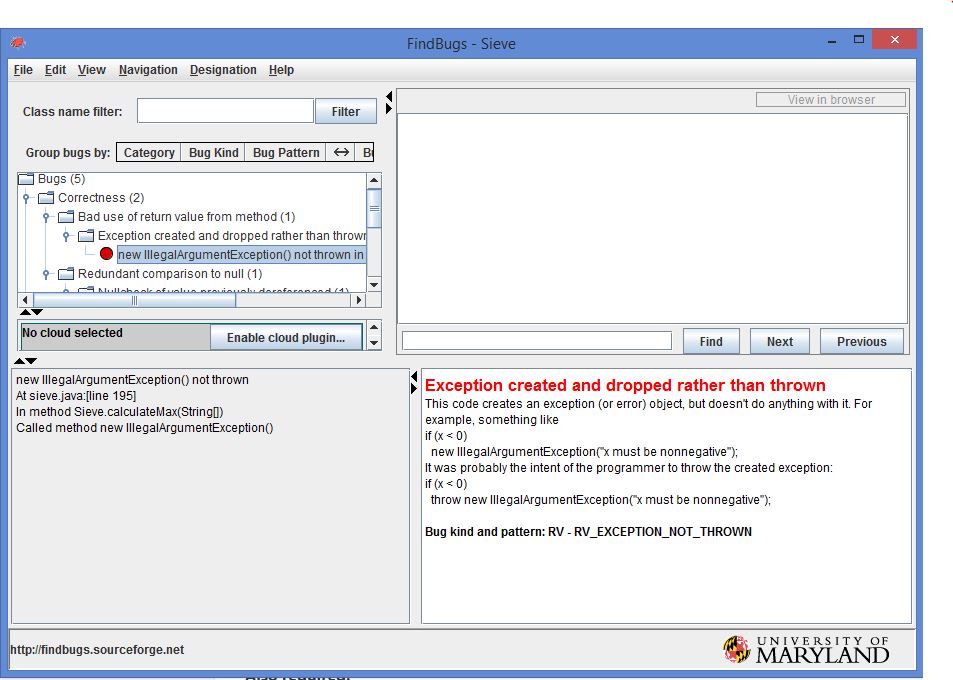 FindBugs - Sieve
File Edit View Navigation Designation Help
Class name filter:
Filter
Group bugs by: Category Bug Kind Bug Pattern
Bugs (5)
Correctness (2)
Bad use of return value from method (1)
Exception created and dropped rather than thrown
new IllegalArgumentException() not thrown in
Redundant comparison to null (1)
Nullcheck of value previously dereferenced (1)
No cloud selected
Enable cloud plugin...
View in browser
Find Next Previous
new IllegalArgumentException() not thrown
At sieve.java:[line 195]
In method Sieve.calculateMax(String[])
Called method new IllegalArgumentException()
Exception created and dropped rather than thrown
This code creates an exception (or error) object, but doesn't do anything with it. For
example, something like
if (x < 0)
new IllegalArgumentException("x must be nonnegative");
It was probably the intent of the programmer to throw the created exception:
if (x < 0)
throw new IllegalArgumentException("x must be nonnegative");
Bug kind and pattern: RV - RV_EXCEPTION_NOT_THROWN
http://findbugs.sourceforge.net
UNIVERSITY OF
MARYLAND